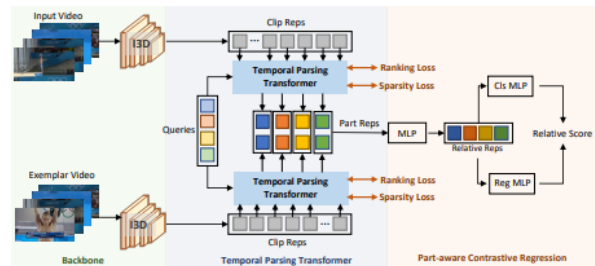 Input Video
I3D
Clip Reps
...
Temporal Parsing
Transformer
Ranking Loss
Sparsity Loss
Queries
Part Reps
MLP
Relative Reps
Cls MLP
Reg MLP
Relative Score
Exemplar Video
I3D
Temporal Parsing
Transformer
Ranking Loss
Sparsity Loss
...
Clip Reps
Backbone
Temporal Parsing Transformer
Part-aware Contrastive Regression